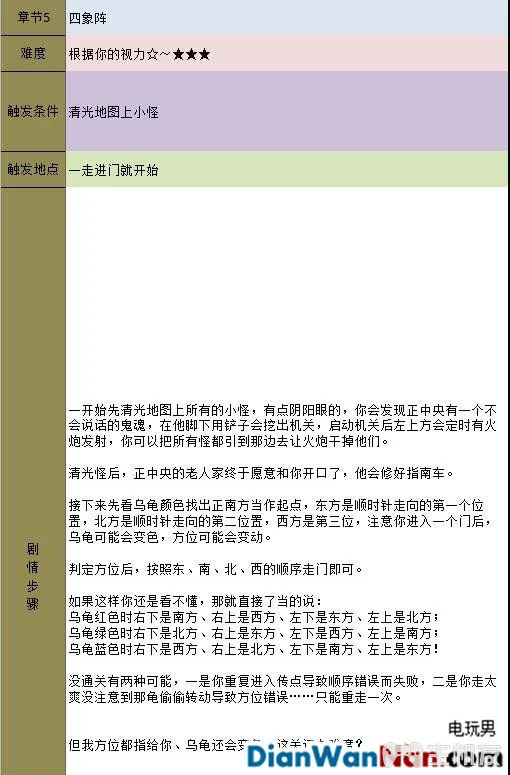 章节5
四象阵
难度
根据你的视力☆～★★★
触发条件
清光地图上小怪
触发地点
一走进门就开始
剧情步骤
一开始先清光地图上所有的小怪，有点阴阳眼的，你会发现正中央有一个不
会说话的鬼魂，在他脚下用铲子会挖出机关，启动机关后左上方会定时有火
炮发射，你可以把所有怪都引到那边去让火炮干掉他们。
清光怪后，正中央的老人家终于愿意和你开口了，他会修好指南车。
接下来先看乌龟颜色找出正南方当作起点，东方是顺时针走向的第一个位
置，北方是顺时针走向的第二位置，西方是第三位，注意你进入一个门后，
乌龟可能会变色，方位可能会变动。
判定方位后，按照东、南、北、西的顺序走门即可。
如果这样你还是看不懂，那就直接了当的说：
乌龟红色时右下是南方、右上是西方、左下是东方、左上是北方；
乌龟绿色时右下是北方、右上是东方、左下是西方、左上是南方；
乌龟蓝色时右下是西方、右上是北方、左下是南方、左上是东方！
没通关有两种可能，一是你重复进入传点导致顺序错误而失败，二是你走太
爽没注意到那龟偷偷转动导致方位错误……只能重走一次。
但我方位都指给你、乌龟还会变色，这关
电玩男
DianWanNan.com